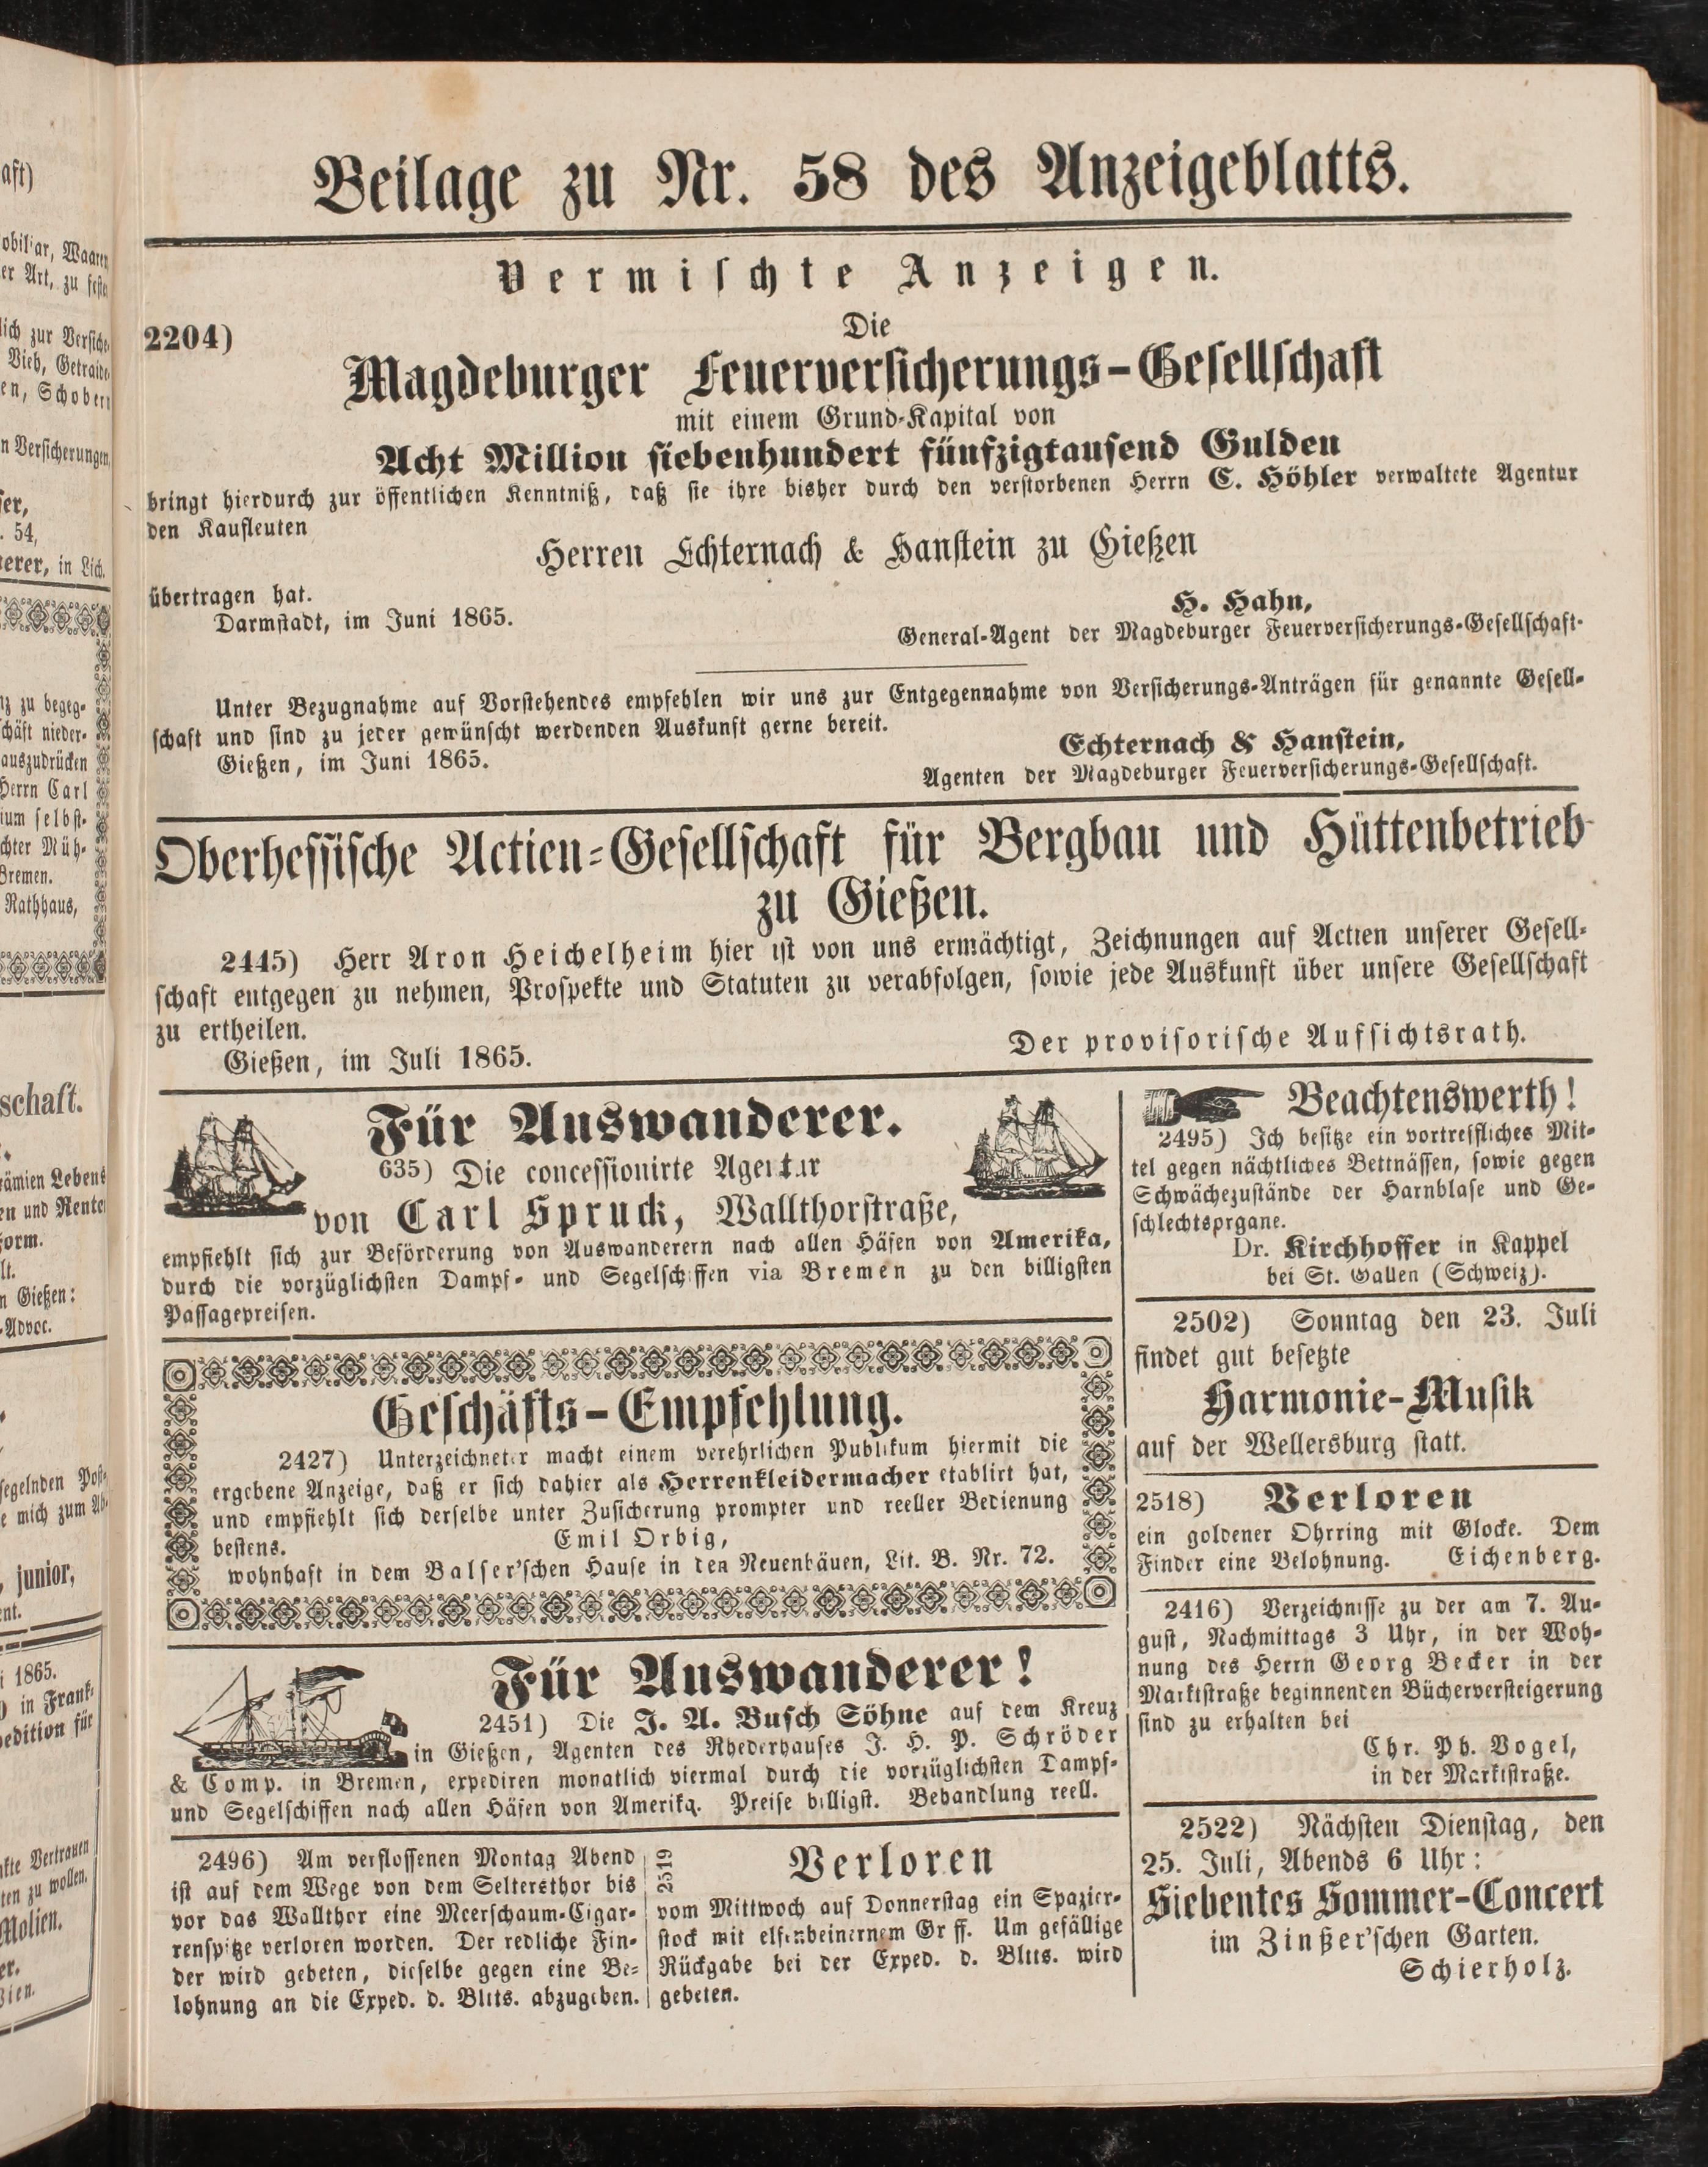 Beilage zu Nr. 58 des Anzeigeblatts.
Vermischte Anzeigen.
2204)
Die
Magdeburger Feuerversicherungs-Gesellschaft
mit einem Grund-Kapital von
Acht Million siebenhundert fünfzigtausend Gulden
bringt hierdurch zur öffentlichen Kenntniß, daß sie ihre bisher durch den verstorbenen Herrn C. Höhler verwaltete Agentur
den Kaufleuten
Herren Echternach & Hanstein zu Gießen
übertragen hat.
Darmstadt, im Juni 1865.
H. Hahn,
General-Agent der Magdeburger Feuerversicherungs-Gesellschaft.
Unter Bezugnahme auf Vorstehendes empfehlen wir uns zur Entgegennahme von Versicherungs-Anträgen für genannte Gesell-
schaft und sind zu jeder gewünscht werdenden Auskunft gerne bereit.
Gießen, im Juni 1865.
Echternach & Hanstein,
Agenten der Magdeburger Feuerversicherungs-Gesellschaft.
Oberhessische Actien-Gesellschaft für Bergbau und Hüttenbetrieb
zu Gießen.
2445) Herr Aron Heichelheim hier ist von uns ermächtigt, Zeichnungen auf Actien unserer Gesell-
schaft entgegen zu nehmen, Prospekte und Statuten zu verabfolgen, sowie jede Auskunft über unsere Gesellschaft
zu ertheilen.
Gießen, im Juli 1865.
Der provisorische Aufsichtsrath.
Für Auswanderer.
635) Die concessionirte Agentur
von Carl Spruck, Wallthorstraße,
empfiehlt sich zur Beförderung von Auswanderern nach allen Häfen von Amerika,
durch die vorzüglichsten Dampf- und Segelschiffen via Bremen zu den billigsten
Passagepreisen.
Geschäfts-Empfehlung.
2427) Unterzeichneter macht einem verehrlichen Publikum hiermit die
ergebene Anzeige, daß er sich dahier als Herrenkleidermacher etablirt hat,
und empfiehlt sich derselbe unter Zusicherung prompter und reeller Bedienung
bestens.
Emil Orbig,
wohnhaft in dem Balser'schen Hause in den Neuenbäuen, Lit. B. Nr. 72.
Für Auswanderer!
2451) Die J. A. Busch Söhne auf dem Kreuz
in Gießen, Agenten des Rhederhauses J. H. P. Schröder
& Comp. in Bremen, expediren monatlich viermal durch die vorzüglichsten Dampf-
und Segelschiffen nach allen Häfen von Amerika. Preise billigst. Behandlung reell.
2496) Am verflossenen Montag Abend
ist auf dem Wege von dem Seltersthor bis
vor das Wallthor eine Meerschaum-Cigar-
renspitze verloren worden. Der redliche Fin-
der wird gebeten, dieselbe gegen eine Be-
lohnung an die Exped. d. Bltts. abzugeben.
2519
Verloren
vom Mittwoch auf Donnerstag ein Spazier-
stock mit elfenbeinernem Griff. Um gefällige
Rückgabe bei der Exped. d. Bltts. wird
gebeten.
Beachtenswerth!
2495) Ich besitze ein vortreffliches Mit-
tel gegen nächtliches Bettnässen, sowie gegen
Schwächezustände der Harnblase und Ge-
schlechtsorgane.
Dr. Kirchhoffer in Kappel
bei St. Gallen (Schweiz).
2502) Sonntag den 23. Juli
findet gut besetzte
Harmonie-Musik
auf der Wellersburg statt.
2518) Verloren
ein goldener Ohrring mit Glocke. Dem
Finder eine Belohnung. Eichenberg.
2416) Verzeichnisse zu der am 7. Au-
gust, Nachmittags 3 Uhr, in der Woh-
nung des Herrn Georg Becker in der
Marktstraße beginnenden Bücherversteigerung
sind zu erhalten bei
Chr. Ph. Vogel,
in der Marktstraße.
2522) Nächsten Dienstag, den
25. Juli, Abends 6 Uhr:
Siebentes Sommer-Concert
im Zinßer'schen Garten.
Schierholz.